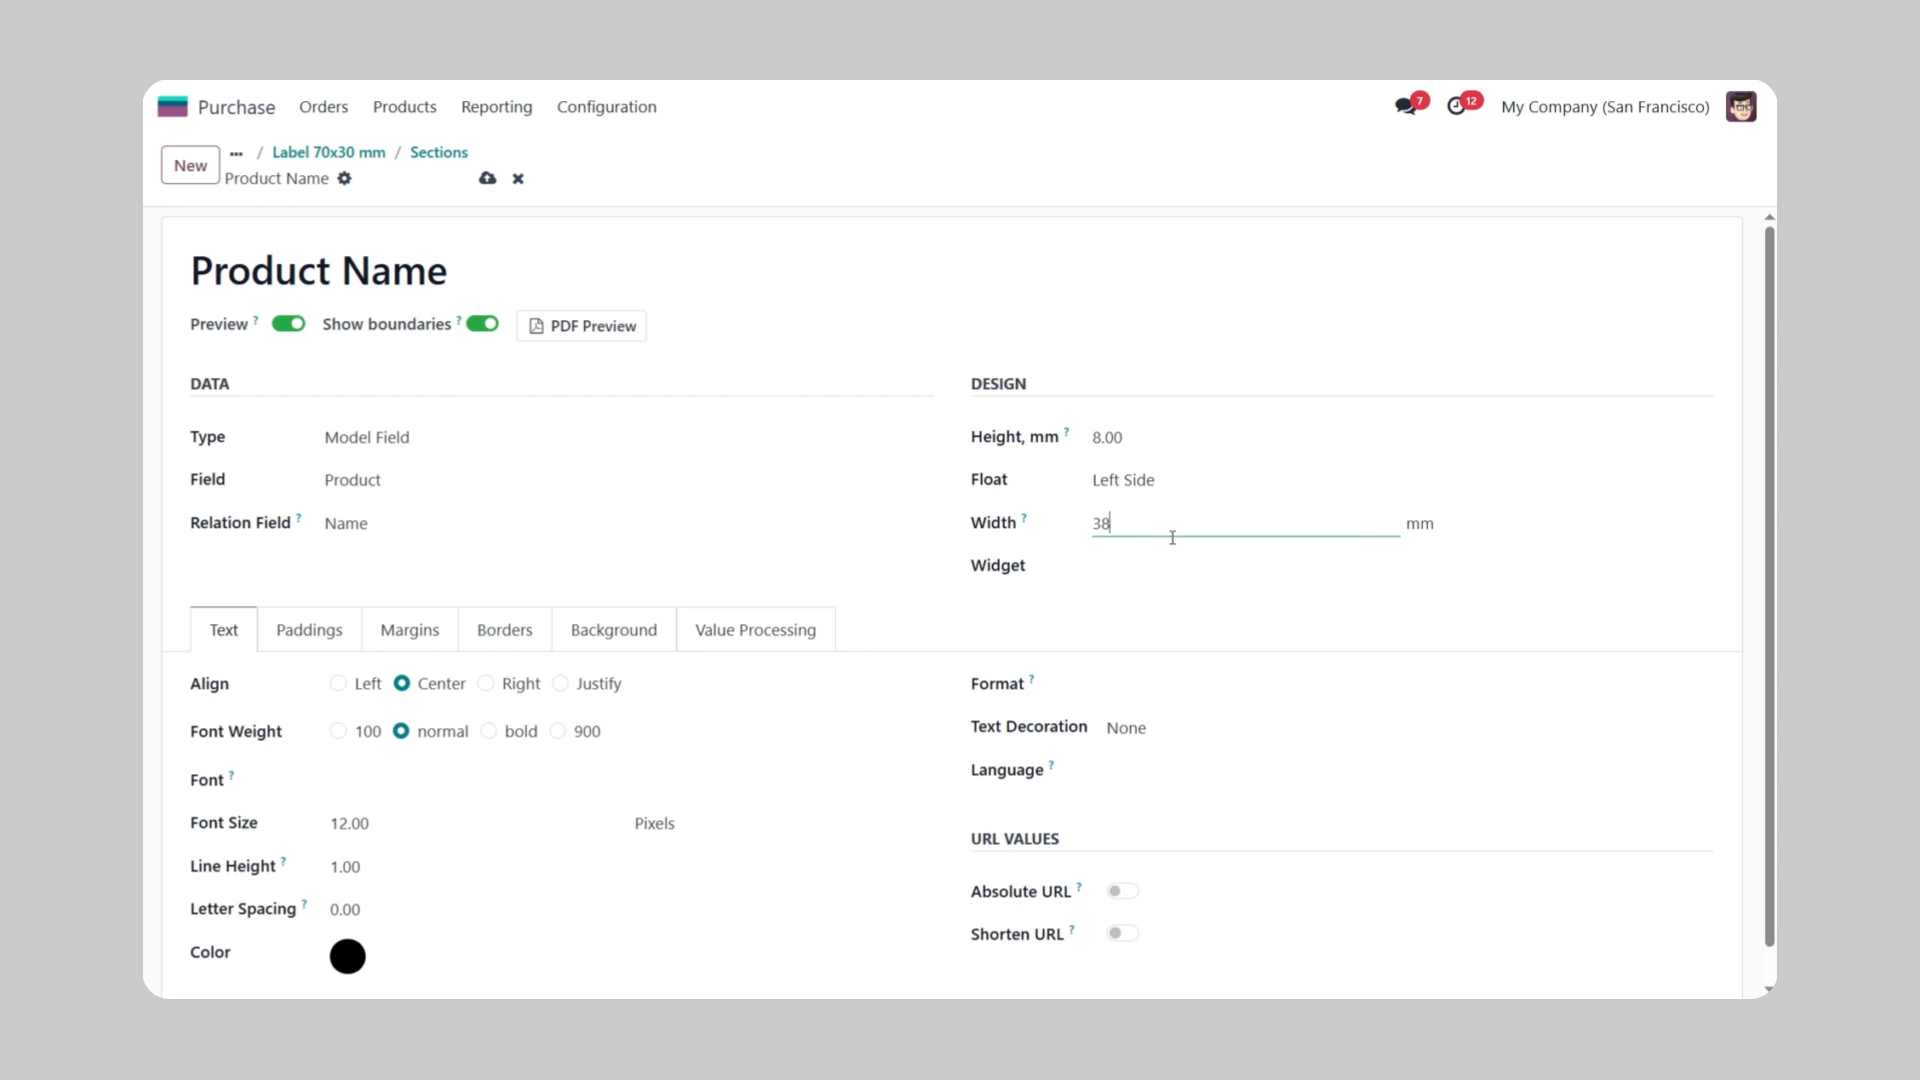 Purchase Orders Products Reporting Configuration 7 12 My Company (San Francisco)
New ... / Label 70x30 mm / Sections
Product Name
Product Name
Preview ? Show boundaries ? PDF Preview
DATA DESIGN
Type Model Field Height, mm ? 8.00
Field Product Float Left Side
Relation Field ? Name Width ? 38 mm
Widget
Text Paddings Margins Borders Background Value Processing
Align Left Center Right Justify Format ?
Font Weight 100 normal bold 900 Text Decoration None
Font ? Language ?
Font Size 12.00 Pixels
URL VALUES
Line Height ? 1.00
Absolute URL ?
Letter Spacing ? 0.00
Shorten URL ?
Color